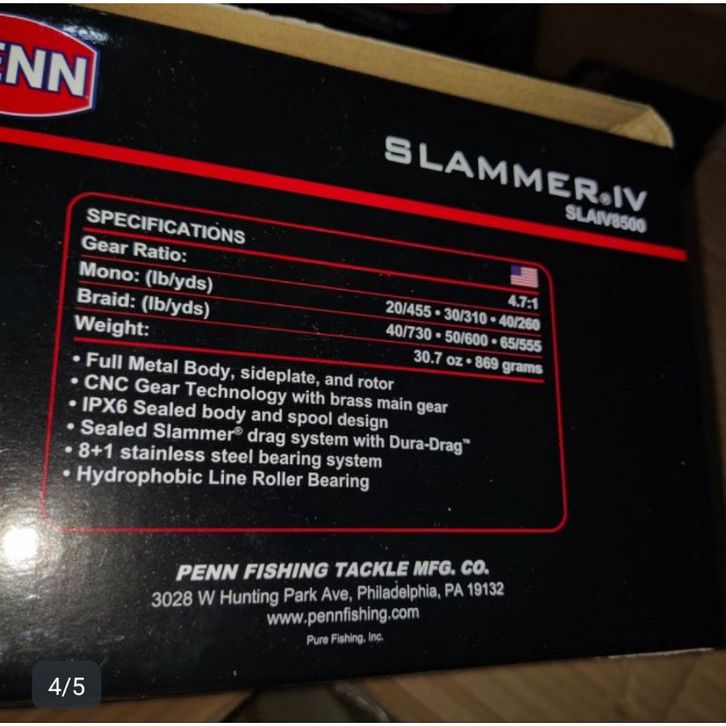 ENN
SLAMMER®IV
SLAIV8500
SPECIFICATIONS
Gear Ratio: 4.7:1
Mono: (lb/yds) 20/455 • 30/310 • 40/260
Braid: (lb/yds) 40/730 • 50/600 • 65/555
Weight: 30.7 oz • 869 grams
• Full Metal Body, sideplate, and rotor
• CNC Gear Technology with brass main gear
• IPX6 Sealed body and spool design
• Sealed Slammer® drag system with Dura-Drag™
• 8+1 stainless steel bearing system
• Hydrophobic Line Roller Bearing
PENN FISHING TACKLE MFG. CO.
3028 W Hunting Park Ave, Philadelphia, PA 19132
www.pennfishing.com
Pure Fishing, Inc.
4/5